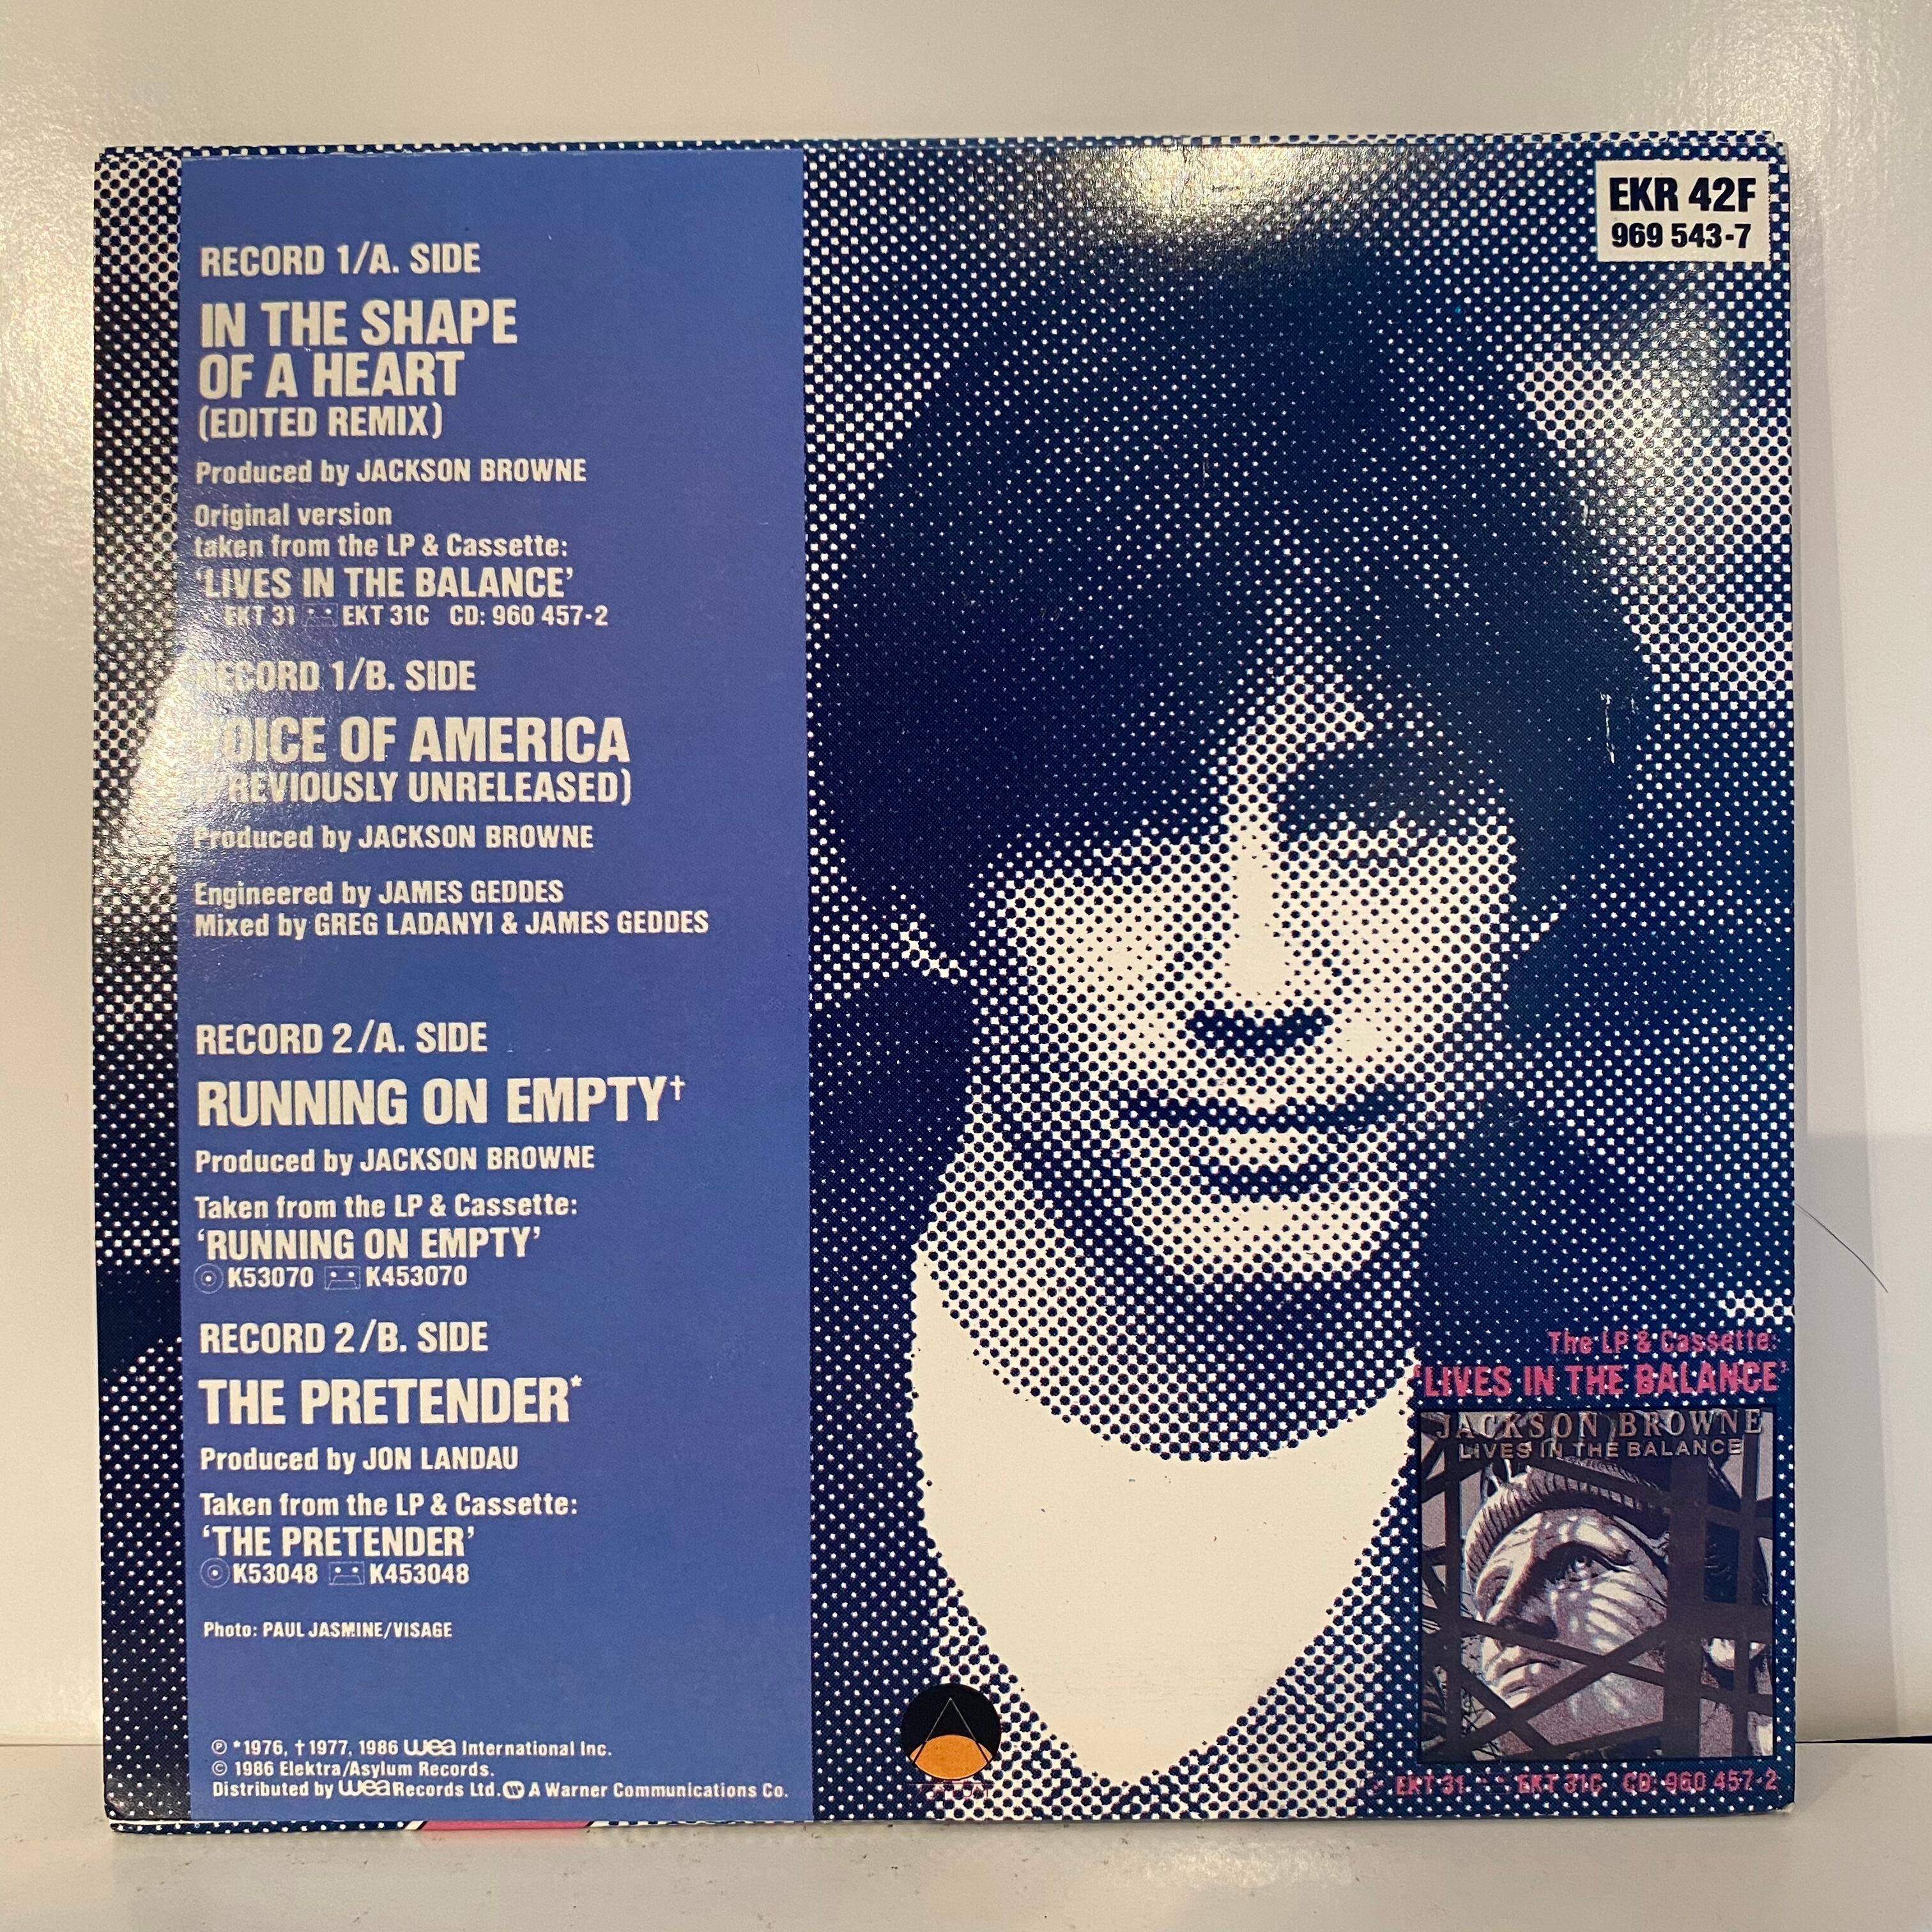 RECORD 1/A. SIDE
IN THE SHAPE
OF A HEART
(EDITED REMIX)
Produced by JACKSON BROWNE
Original version
taken from the LP & Cassette:
‘LIVES IN THE BALANCE’
EKT 31 EKT 31C CD: 960 457-2
RECORD 1/B. SIDE
VOICE OF AMERICA
(PREVIOUSLY UNRELEASED)
Produced by JACKSON BROWNE
Engineered by JAMES GEDDES
Mixed by GREG LADANYI & JAMES GEDDES
RECORD 2/A. SIDE
RUNNING ON EMPTY†
Produced by JACKSON BROWNE
Taken from the LP & Cassette:
‘RUNNING ON EMPTY’
K53070 K453070
RECORD 2/B. SIDE
THE PRETENDER*
Produced by JON LANDAU
Taken from the LP & Cassette:
‘THE PRETENDER’
K53048 K453048
Photo: PAUL JASMINE/VISAGE
℗ *1976, †1977, 1986 wea International Inc.
© 1986 Elektra/Asylum Records.
Distributed by wea Records Ltd. A Warner Communications Co.
EKR 42F
969 543-7
The LP & Cassette:
‘LIVES IN THE BALANCE’
JACKSON BROWNE
LIVES IN THE BALANCE
EKT 31 EKT 31C CD: 960 457-2